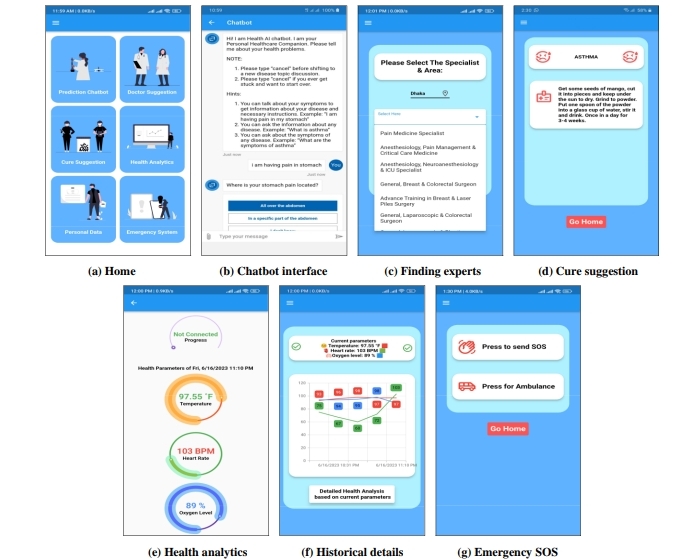 11:59 AM | 0.2KB/s
Prediction Chatbot
Doctor Suggestion
Cure Suggestion
Health Analytics
Personal Data
Emergency System
(a) Home
10:59
100%
Chatbot
Hi! I am Health AI chatbot. I am your
Personal Healthcare Companion. Please tell
me about your health problems.
NOTE:
1. Please type "cancel" before shifting to
a new disease topic discussion.
2. Please type "cancel" if you ever get
stuck and want to start over.
Hints:
1. You can talk about your symptoms to
get information about your disease and
necessary instructions. Example: "I am
having pain in my stomach"
2. You can ask the information about any
disease. Example: "What is asthma"
3. You can ask about the symptoms of
any disease. Example: "What are the
symptoms of asthma"
Just now
i am having pain in stomach
You
Just now
Where is your stomach pain located?
All over the abdomen
In a specific part of the abdomen
Type your message
(b) Chatbot interface
12:01 PM | 0.0KB/s
Please Select The Specialist
& Area:
Dhaka
Select Here
Pain Medicine Specialist
Anesthesiology, Pain Management &
Critical Care Medicine
Anesthesiology, Neuroanesthesiology
& ICU Specialist
General, Breast & Colorectal Surgeon
Advance Training in Breast & Laser
Piles Surgery
General, Laparoscopic & Colorectal
Surgeon
(c) Finding experts
ASTHMA
Get some seeds of mango, cut
it into pieces and keep under
the sun to dry. Grind to powder.
Put one spoon of the powder
into a glass cup of water, stir it
and drink. Once in a day for
3-4 weeks.
Go Home
(d) Cure suggestion
12:00 PM | 0.9KB/s
Not Connected
Progress
Health Parameters of Fri, 6/16/2023 11:10 PM
97.55 °F
Temperature
103 BPM
Heart Rate
89 %
Oxygen Level
(e) Health analytics
12:00 PM | 0.0KB/s
Current parameters
Temperature: 97.55 °F
Heart rate: 103 BPM
Oxygen level: 89 %
120
100
80
60
40
20
0
6/16/2023 10:31 PM
6/16/2023 11:10 PM
Detailed Health Analysis
based on current parameters
(f) Historical details
1:30 PM | 4.0KB/s
Press to send SOS
Press for Ambulance
Go Home
(g) Emergency SOS